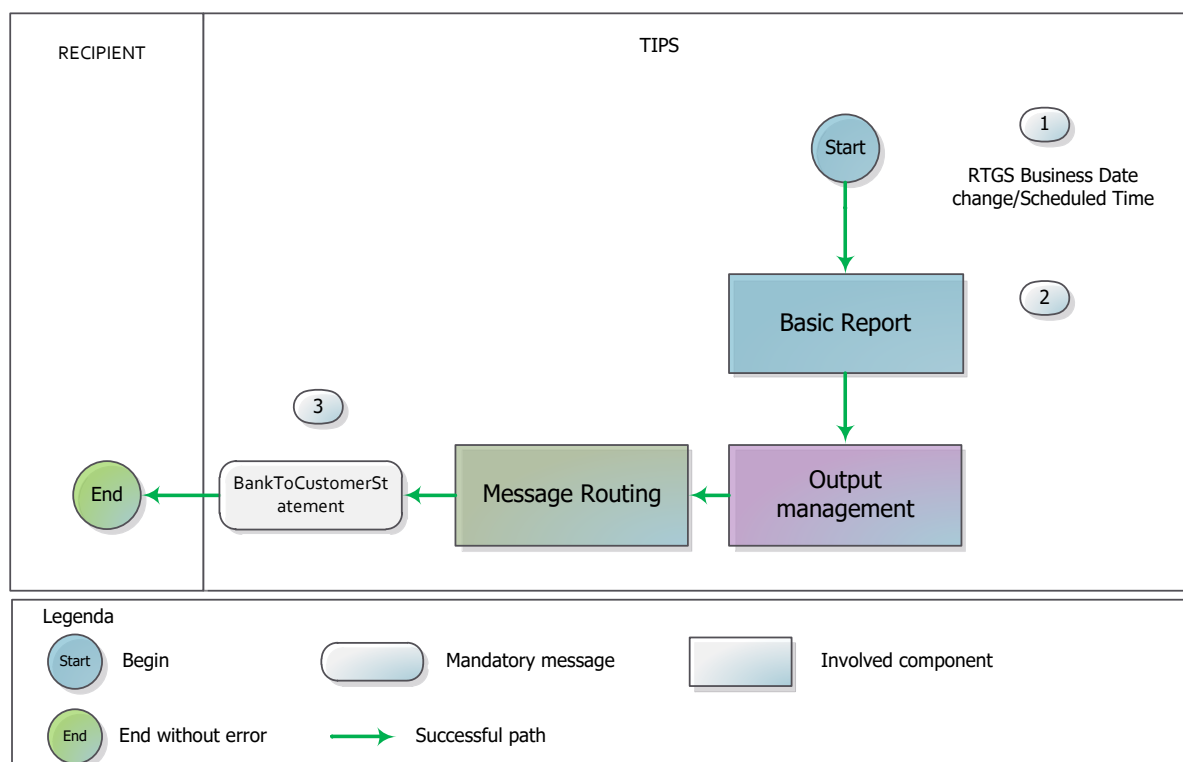 RECIPIENT
TIPS
1
Start
RTGS Business Date
change/Scheduled Time
2
Basic Report
3
End
BankToCustomerSt
atement
Message Routing
Output
management
Legenda
Start
Begin
Mandatory message
Involved component
End
End without error
Successful path